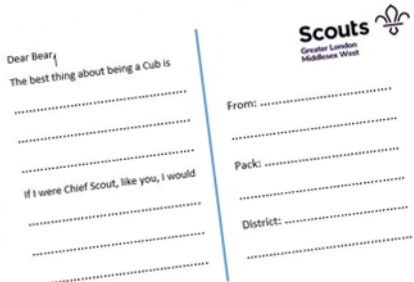 Dear Bear,
The best thing about being a Cub is
................................................
................................................
................................................
If I were Chief Scout, like you, I would
................................................
................................................
................................................
Scouts
Greater London
Middlesex West
From: ....................................
................................................
Pack: .....................................
................................................
District: ..................................
................................................